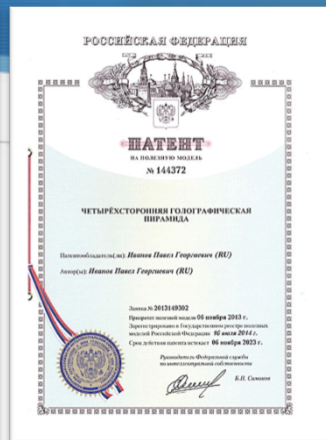 РОССИЙСКАЯ ФЕДЕРАЦИЯ
ПАТЕНТ
НА ПОЛЕЗНУЮ МОДЕЛЬ
№ 144372
ЧЕТЫРЁХСТОРОННЯЯ ГОЛОГРАФИЧЕСКАЯ
ПИРАМИДА
Патентообладатель(ли): Иванов Павел Георгиевич (RU)
Автор(ы): Иванов Павел Георгиевич (RU)
Заявка № 2013149302
Приоритет полезной модели 06 ноября 2013 г.
Зарегистрировано в Государственном реестре полезных
моделей Российской Федерации 16 июля 2014 г.
Срок действия патента истекает 06 ноября 2023 г.
Руководитель Федеральной службы
по интеллектуальной собственности
Б.П. Симонов